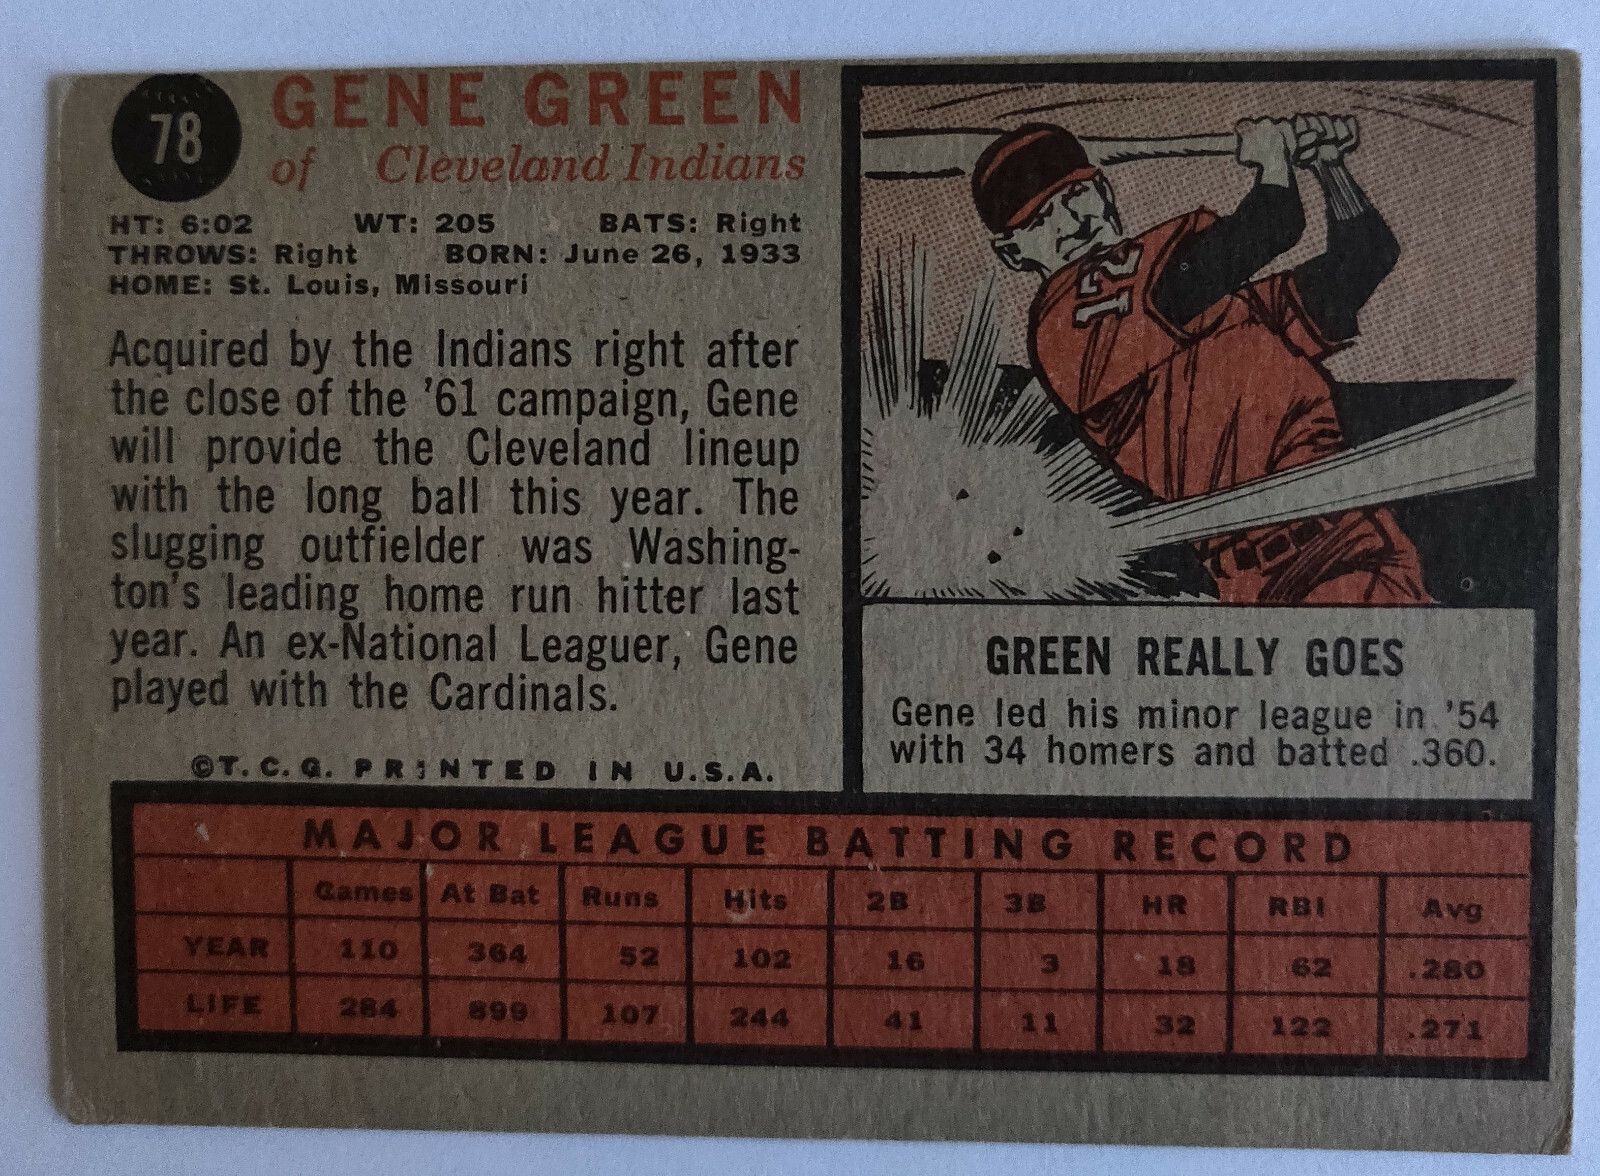 78
GENE GREEN
of Cleveland Indians
HT: 6:02 WT: 205 BATS: Right
THROWS: Right BORN: June 26, 1933
HOME: St. Louis, Missouri
Acquired by the Indians right after
the close of the '61 campaign, Gene
will provide the Cleveland lineup
with the long ball this year. The
slugging outfielder was Washing-
ton's leading home run hitter last
year. An ex-National Leaguer, Gene
played with the Cardinals.
©T.C.G. PRINTED IN U.S.A.
12
GREEN REALLY GOES
Gene led his minor league in '54
with 34 homers and batted .360.
MAJOR LEAGUE BATTING RECORD
Games At Bat Runs Hits 2B 3B HR RBI Avg
YEAR 110 364 52 102 16 3 18 62 .280
LIFE 284 899 107 244 41 11 32 122 .271